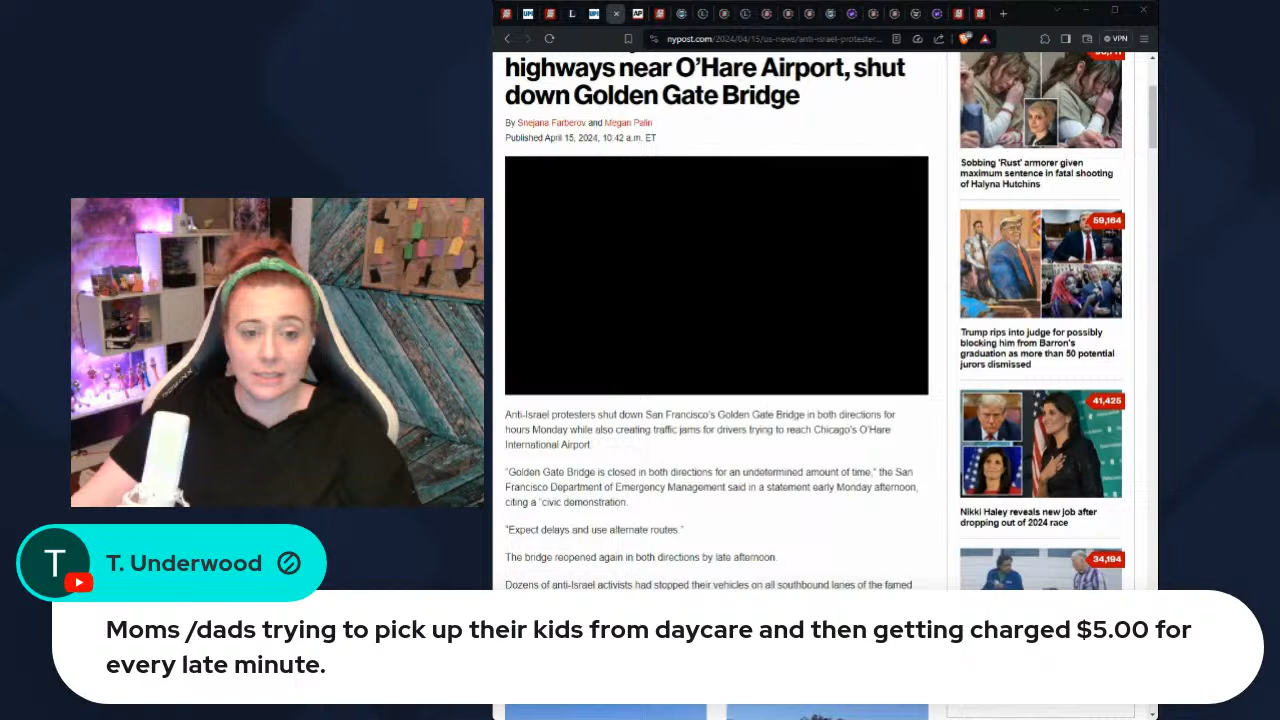 nypost.com/2024/04/15/us-news/anti-israel-protester...
VPN
highways near O'Hare Airport, shut
down Golden Gate Bridge
By Snejana Farberov and Megan Palin
Published April 15, 2024, 10:42 a.m. ET
Anti-Israel protesters shut down San Francisco's Golden Gate Bridge in both directions for
hours Monday while also creating traffic jams for drivers trying to reach Chicago's O'Hare
International Airport.
"Golden Gate Bridge is closed in both directions for an undetermined amount of time," the San
Francisco Department of Emergency Management said in a statement early Monday afternoon,
citing a "civic demonstration.
"Expect delays and use alternate routes."
The bridge reopened again in both directions by late afternoon.
Dozens of anti-Israel activists had stopped their vehicles on all southbound lanes of the famed
Sobbing 'Rust' armorer given
maximum sentence in fatal shooting
of Halyna Hutchins
59,164
Trump rips into judge for possibly
blocking him from Barron's
graduation as more than 50 potential
jurors dismissed
41,425
Nikki Haley reveals new job after
dropping out of 2024 race
34,194
T
T. Underwood
Moms /dads trying to pick up their kids from daycare and then getting charged $5.00 for
every late minute.